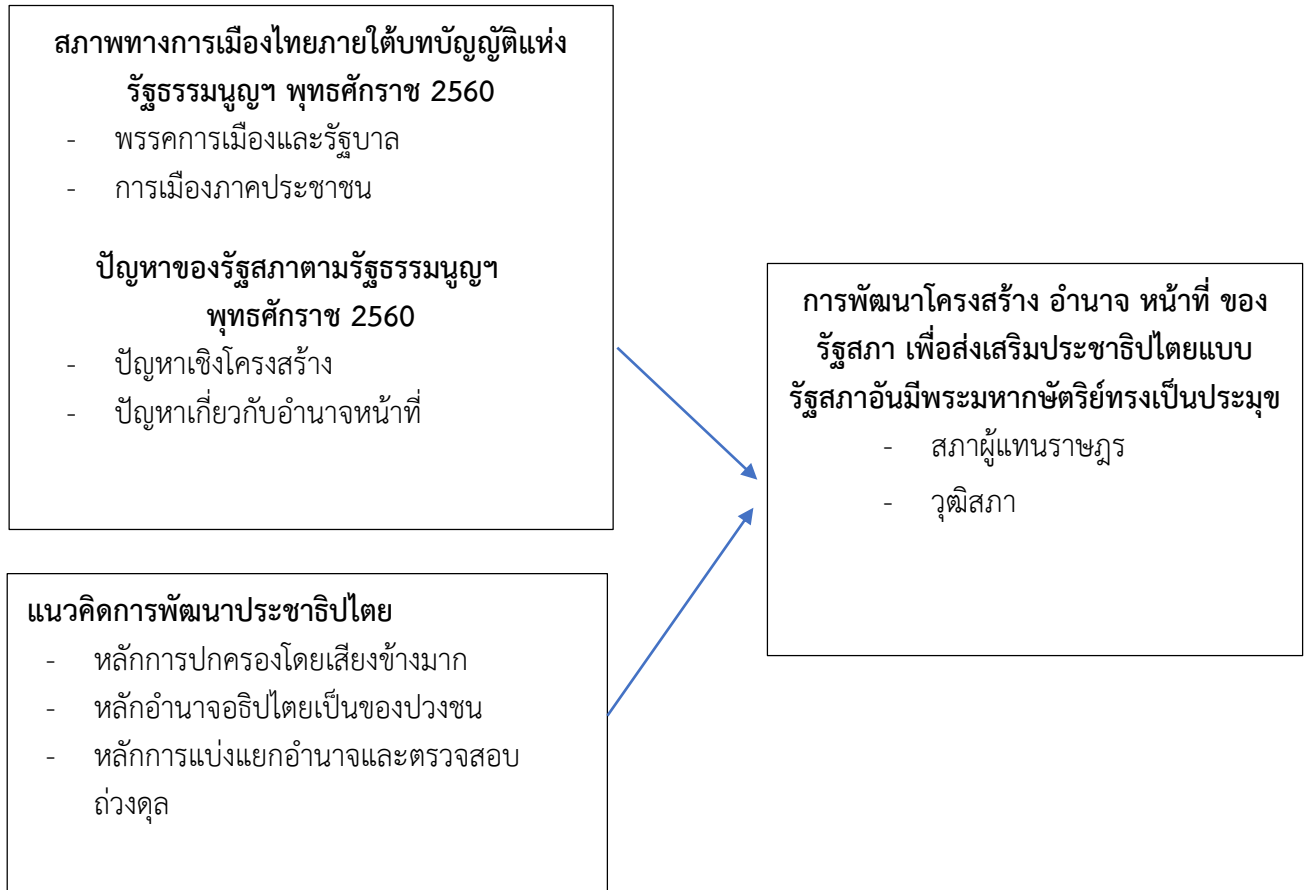 สภาพทางการเมืองไทยภายใต้บทบัญญัติแห่ง
รัฐธรรมนูญฯ พุทธศักราช 2560
- พรรคการเมืองและรัฐบาล
- การเมืองภาคประชาชน
ปัญหาของรัฐสภาตามรัฐธรรมนูญฯ
พุทธศักราช 2560
- ปัญหาเชิงโครงสร้าง
- ปัญหาเกี่ยวกับอำนาจหน้าที่
แนวคิดการพัฒนาประชาธิปไตย
- หลักการปกครองโดยเสียงข้างมาก
- หลักอำนาจอธิปไตยเป็นของปวงชน
- หลักการแบ่งแยกอำนาจและตรวจสอบ
ถ่วงดุล
การพัฒนาโครงสร้าง อำนาจ หน้าที่ ของ
รัฐสภา เพื่อส่งเสริมประชาธิปไตยแบบ
รัฐสภาอันมีพระมหากษัตริย์ทรงเป็นประมุข
- สภาผู้แทนราษฎร
- วุฒิสภา